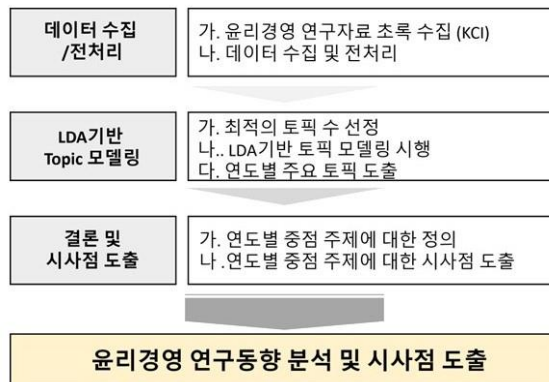 데이터 수집
/전처리
가. 윤리경영 연구자료 초록 수집 (KCI)
나. 데이터 수집 및 전처리
LDA기반
Topic 모델링
가. 최적의 토픽 수 선정
나.. LDA기반 토픽 모델링 시행
다. 연도별 주요 토픽 도출
결론 및
시사점 도출
가. 연도별 중점 주제에 대한 정의
나 .연도별 중점 주제에 대한 시사점 도출
윤리경영 연구동향 분석 및 시사점 도출